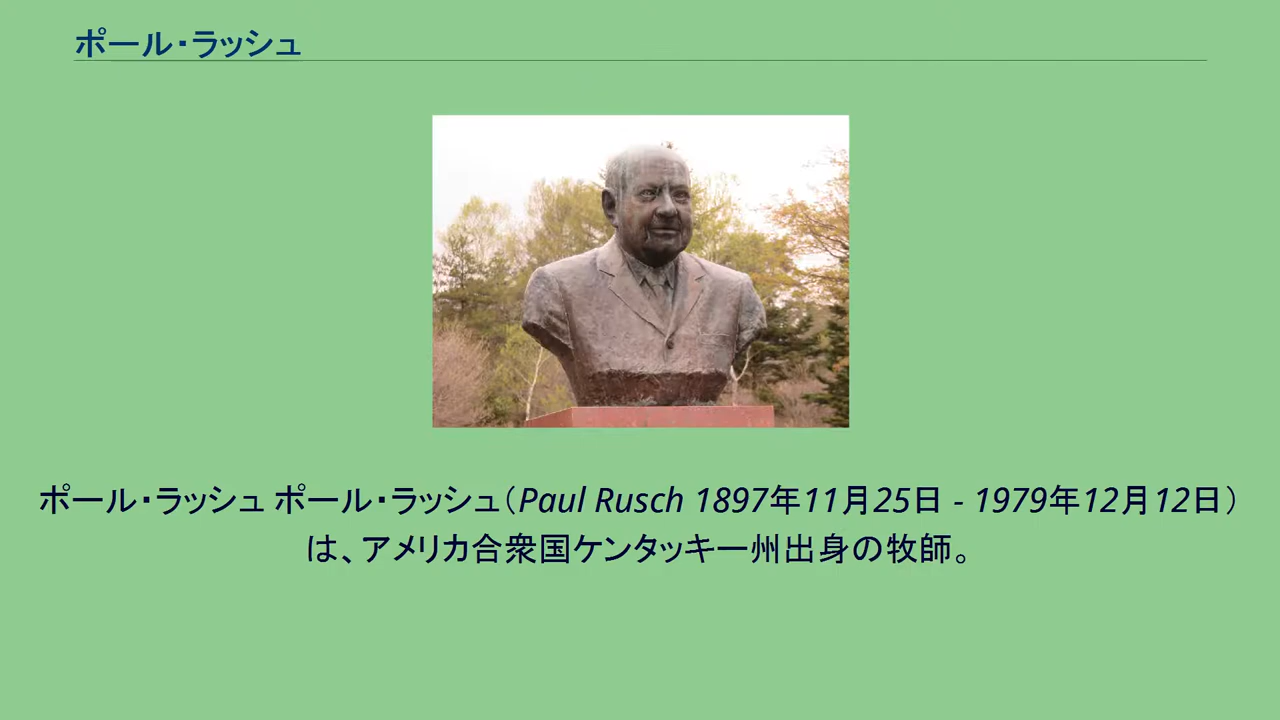 ポール・ラッシュ
ポール・ラッシュ ポール・ラッシュ（Paul Rusch 1897年11月25日 - 1979年12月12日）
は、アメリカ合衆国ケンタッキー州出身の牧師。